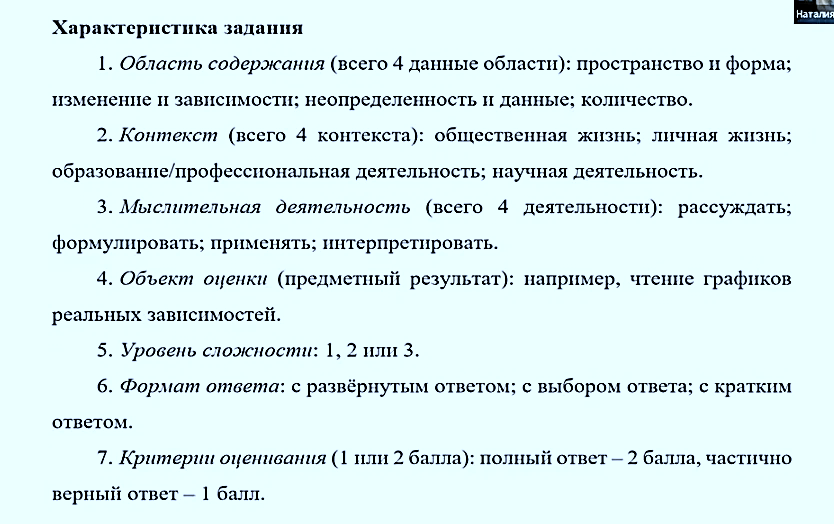 Наталия
Характеристика задания
1. Область содержания (всего 4 данные области): пространство и форма;
изменение и зависимости; неопределенность и данные; количество.
2. Контекст (всего 4 контекста): общественная жизнь; личная жизнь;
образование/профессиональная деятельность; научная деятельность.
3. Мыслительная деятельность (всего 4 деятельности): рассуждать;
формулировать; применять; интерпретировать.
4. Объект оценки (предметный результат): например, чтение графиков
реальных зависимостей.
5. Уровень сложности: 1, 2 или 3.
6. Формат ответа: с развёрнутым ответом; с выбором ответа; с кратким
ответом.
7. Критерии оценивания (1 или 2 балла): полный ответ – 2 балла, частично
верный ответ – 1 балл.